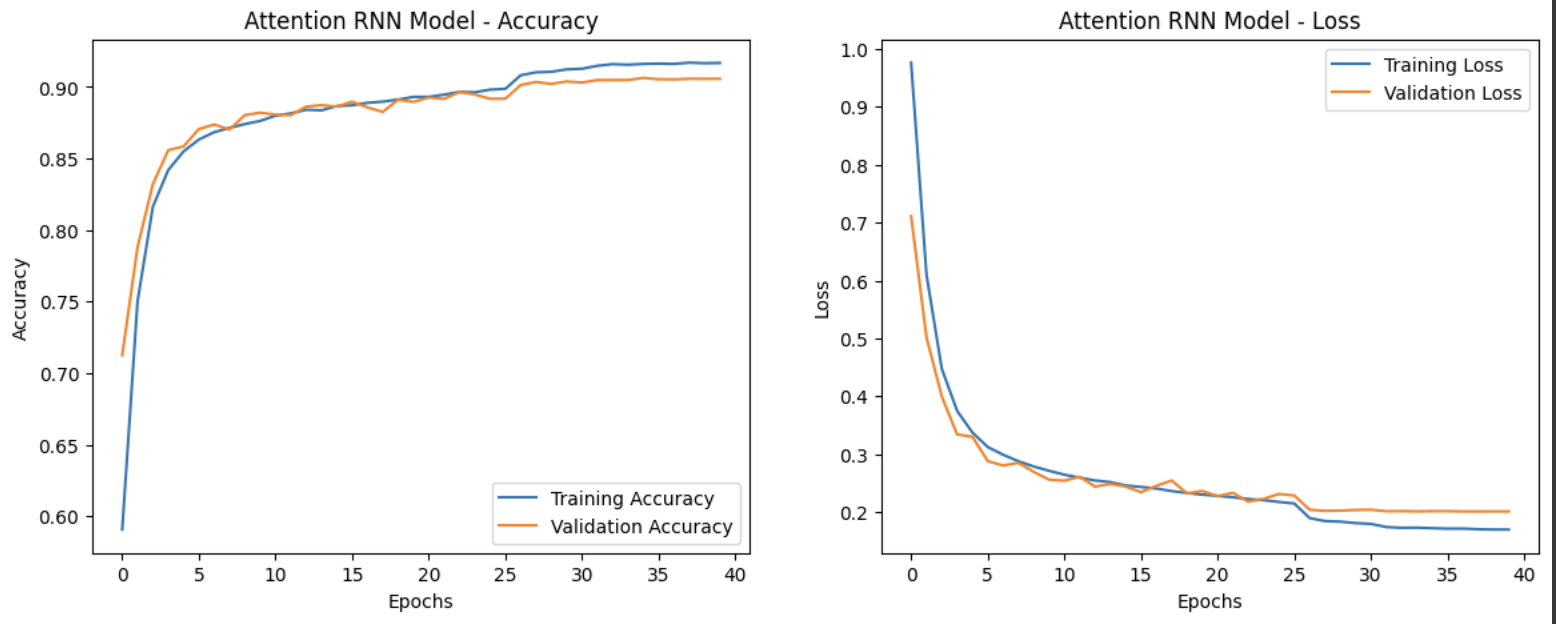 Attention RNN Model - Accuracy
0.90
0.85
0.80
0.75
0.70
0.65
0.60
Accuracy
Training Accuracy
Validation Accuracy
0 5 10 15 20 25 30 35 40
Epochs
Attention RNN Model - Loss
1.0
0.9
0.8
0.7
0.6
0.5
0.4
0.3
0.2
Loss
Training Loss
Validation Loss
0 5 10 15 20 25 30 35 40
Epochs